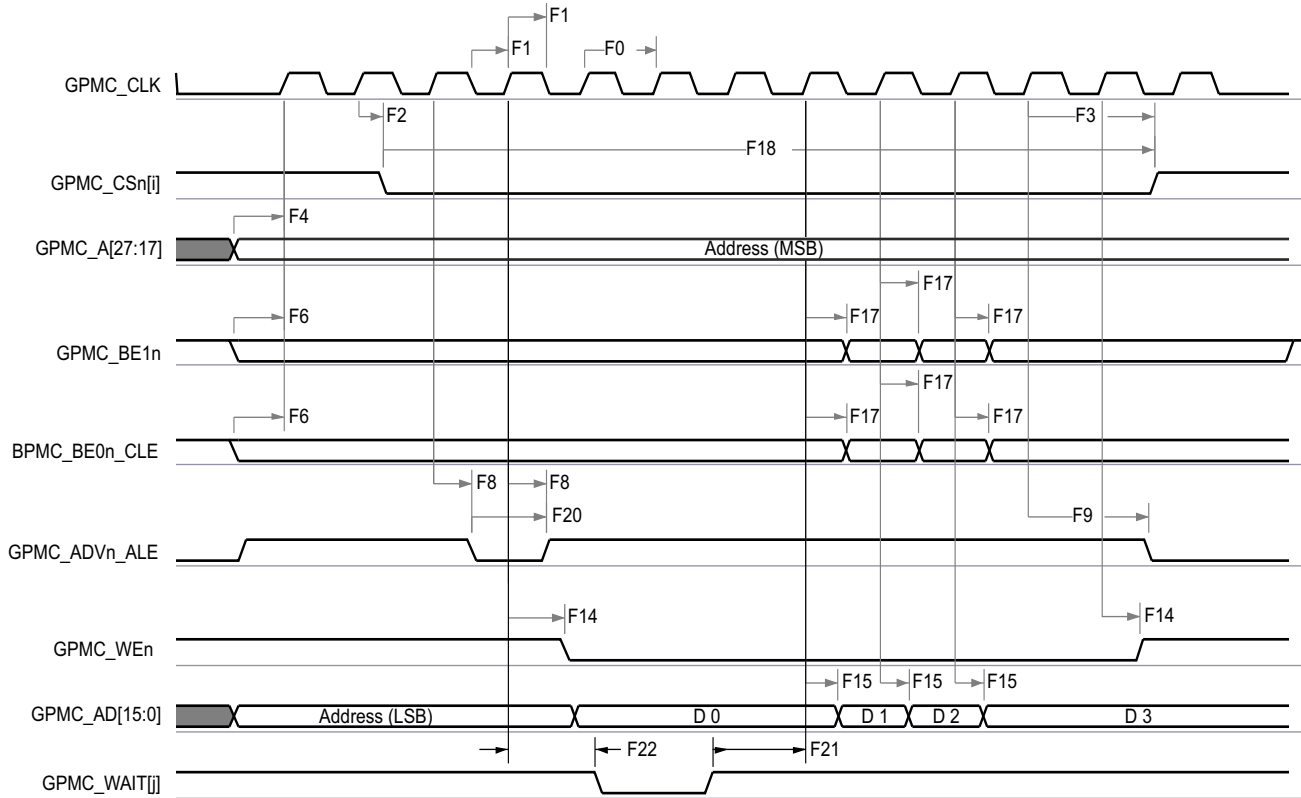 F1
F1 F0
GPMC_CLK
F2 F3
F18
GPMC_CSn[i]
F4
GPMC_A[27:17] Address (MSB)
F17
F6 F17 F17
GPMC_BE1n
F17
F6 F17 F17
BPMC_BE0n_CLE
F8 F8
F20 F9
GPMC_ADVn_ALE
F14 F14
GPMC_WEn
F15 F15 F15
GPMC_AD[15:0] Address (LSB) D 0 D 1 D 2 D 3
F22 F21
GPMC_WAIT[j]